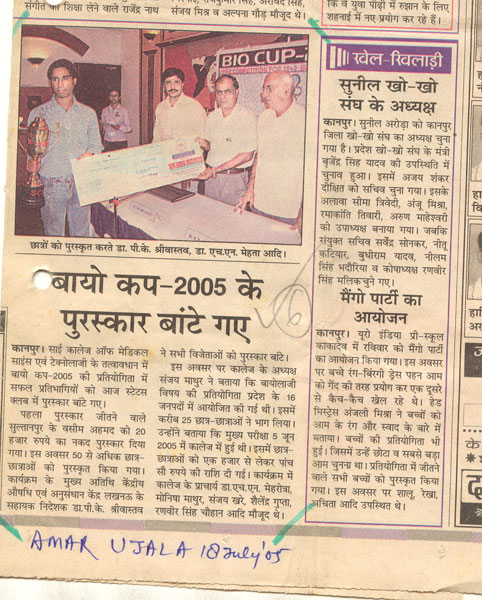 संगीत का शिक्षा लेने वाले राजेंद्र नाथ
संजय मिश्र व अल्पना गौड़ मौजूद थे।
कि वे युवा पीढ़ी में रुझान के लिए
शहनाई में नए प्रयोग कर रहे हैं।
BIO CUP-
छात्रों को पुरस्कृत करते डा. पी.के. श्रीवास्तव, डा. एच.एन. मेहता आदि।
बायो कप-2005 के
पुरस्कार बांटे गए
कानपुर। साई कालेज ऑफ मेडिकल
साइंस एवं टेक्नोलाजी के तत्वावधान में
बायो कप-2005 की प्रतियोगिता में
सफल प्रतिभागियों को आज स्टेटस
क्लब में पुरस्कार बांटे गए।
पहला पुरस्कार जीतने वाले
सुल्तानपुर के वसीम अहमद को 20
हजार रुपये का नकद पुरस्कार दिया
गया। इस अवसर 50 से अधिक छात्र-
छात्राओं को पुरस्कृत किया गया।
कार्यक्रम के मुख्य अतिथि केंद्रीय
औषधि एवं अनुसंधान केंद्र लखनऊ के
सहायक निदेशक डा.पी.के. श्रीवास्तव
ने सभी विजेताओं को पुरस्कार बांटे।
इस अवसर पर कालेज के अध्यक्ष
संजय माथुर ने बताया कि बायोलाजी
विषय की प्रतियोगिता प्रदेश के 16
जनपदों में आयोजित की गई थी। इसमें
करीब 25 छात्र-छात्राओं ने भाग लिया।
उन्होंने बताया कि मुख्य परीक्षा 5 जून
2005 में कालेज में हुई थी। इसमें छात्र-
छात्राओं को एक हजार से लेकर पांच
सौ रुपये की राशि दी गई। कार्यक्रम में
कालेज के प्राचार्य डा.एच.एन. मेहरोत्रा,
मोनिषा माथुर, संजय खरे, शैलेंद्र गुप्ता,
रणवीर सिंह चौहान आदि मौजूद थे।
खेल-खिलाड़ी
सुनील खो-खो
संघ के अध्यक्ष
कानपुर। सुनील अरोड़ा को कानपुर
जिला खो-खो संघ का अध्यक्ष चुना
गया है। प्रदेश खो-खो संघ के मंत्री
बृजेंद्र सिंह यादव की उपस्थिति में
चुनाव हुआ। इसमें अजय शंकर
दीक्षित को सचिव चुना गया। इसके
अलावा सीमा त्रिवेदी, अंजू मिश्रा,
रमाकांति तिवारी, अरुण माहेश्वरी को
उपाध्यक्ष बनाया गया। जबकि
संयुक्त सचिव सर्वेंद्र सोनकर, नीतू
कटियार, बुधीराम यादव, नीलम
सिंह भदौरिया व कोषाध्यक्ष रणवीर
सिंह मलिक चुने गए।
मैंगो पार्टी का
आयोजन
कानपुर। यूरो इंडिया प्री-स्कूल
काकादेव में रविवार को मैंगो पार्टी
का आयोजन किया गया। इस अवसर
पर बच्चे रंग-बिरंगी ड्रेस पहन आम
को गेंद की तरह प्रयोग कर एक दूसरे
से कैच-कैच खेल रहे थे। हेड
मिस्ट्रेस अंजली मिश्रा ने बच्चों को
आम के रंग और स्वाद के बारे में
बताया। बच्चों की प्रतियोगिता भी
हुई। जिसमें उन्हें छोटा व सबसे बड़ा
आम चुनना था। प्रतियोगिता में जीतने
वाले सभी बच्चों को पुरस्कृत किया
गया। इस अवसर पर शालू, रेखा,
अचिता आदि उपस्थित थे।
AMAR UJALA 18 July '05